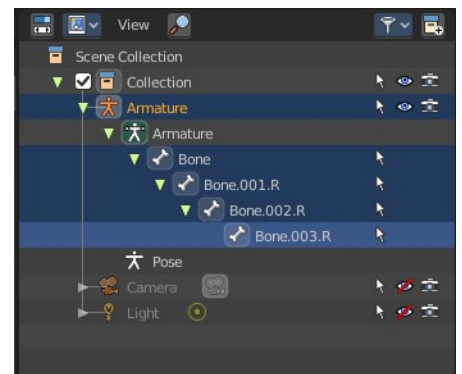 View
Scene Collection
Collection
Armature
Armature
Bone
Bone.001.R
Bone.002.R
Bone.003.R
Pose
Camera
Light